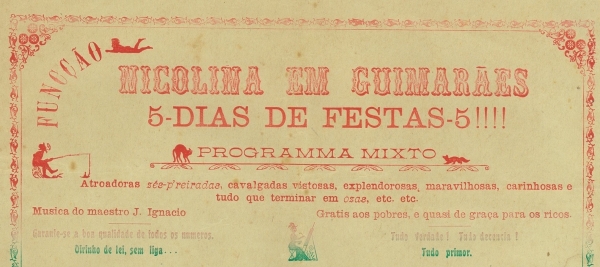 FUNCÇÃO
NICOLINA EM GUIMARÃES
5-DIAS DE FESTAS-5!!!!
PROGRAMMA MIXTO
Atroadoras zés-p'reiradas, cavalgadas vistosas, explendorosas, maravilhosas, carinhosas e
tudo que terminar em osas, etc. etc.
Musica do maestro J. Ignacio
Gratis aos pobres, e quasi de graça para os ricos.
Garante-se a boa qualidade de todos os numeros.
Tudo verdade! Tudo
Oirinho de lei, sem liga...
Tudo primor.